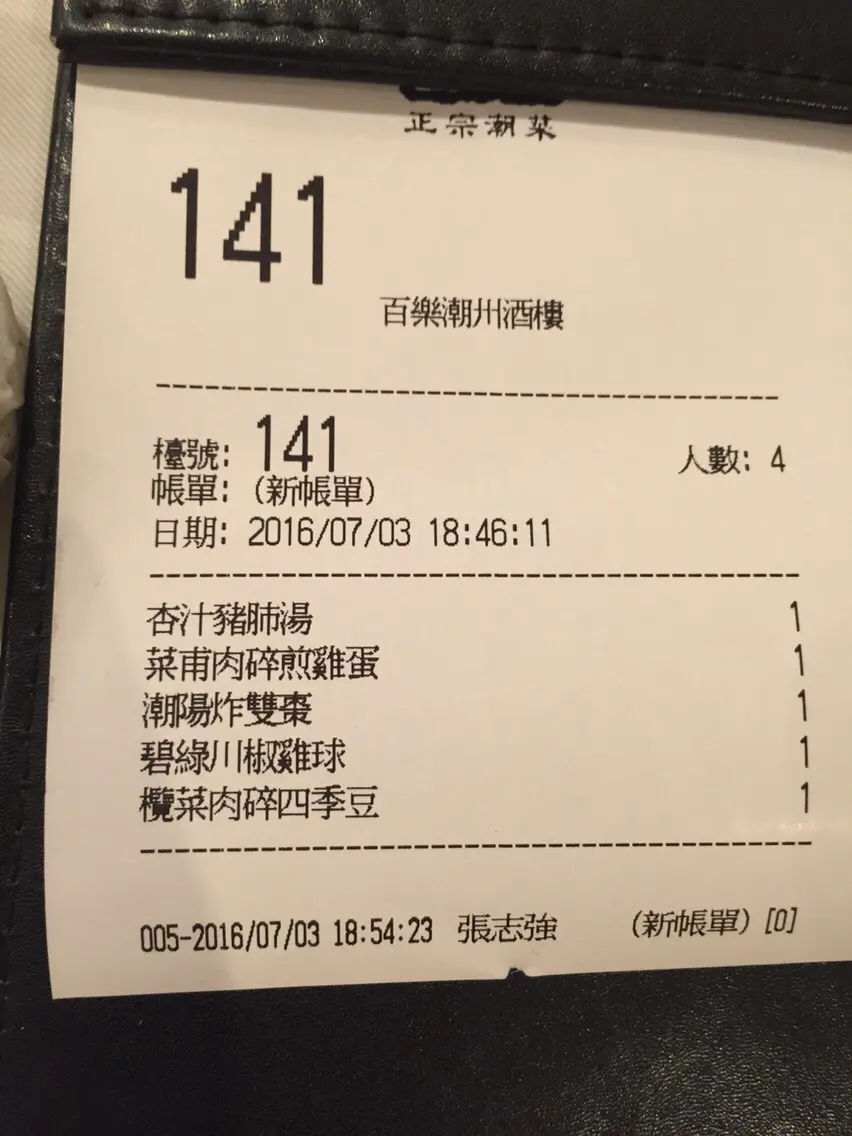 正宗潮菜
141
百樂潮州酒樓
檯號: 141 人數: 4
帳單: (新帳單)
日期: 2016/07/03 18:46:11
杏汁豬肺湯 1
菜甫肉碎煎雞蛋 1
潮陽炸雙棗 1
碧綠川椒雞球 1
欖菜肉碎四季豆 1
005-2016/07/03 18:54:23 張志強 (新帳單) [0]